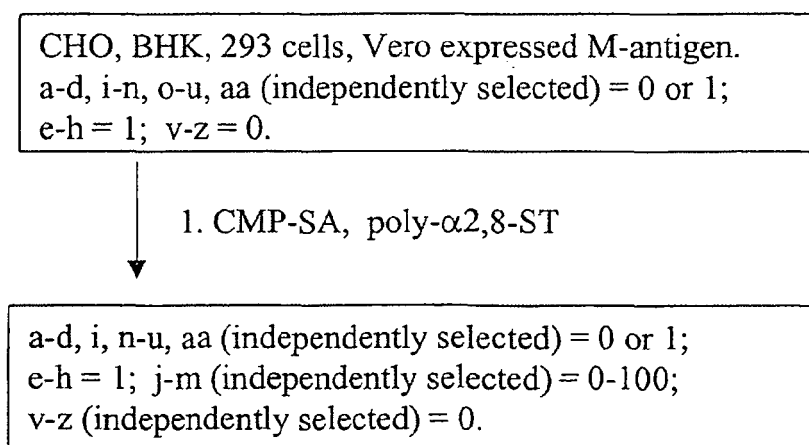 CHO, BHK, 293 cells, Vero expressed M-antigen.
a-d, i-n, o-u, aa (independently selected) = 0 or 1;
e-h = 1; v-z = 0.
1. CMP-SA, poly-α2,8-ST
a-d, i, n-u, aa (independently selected) = 0 or 1;
e-h = 1; j-m (independently selected) = 0-100;
v-z (independently selected) = 0.